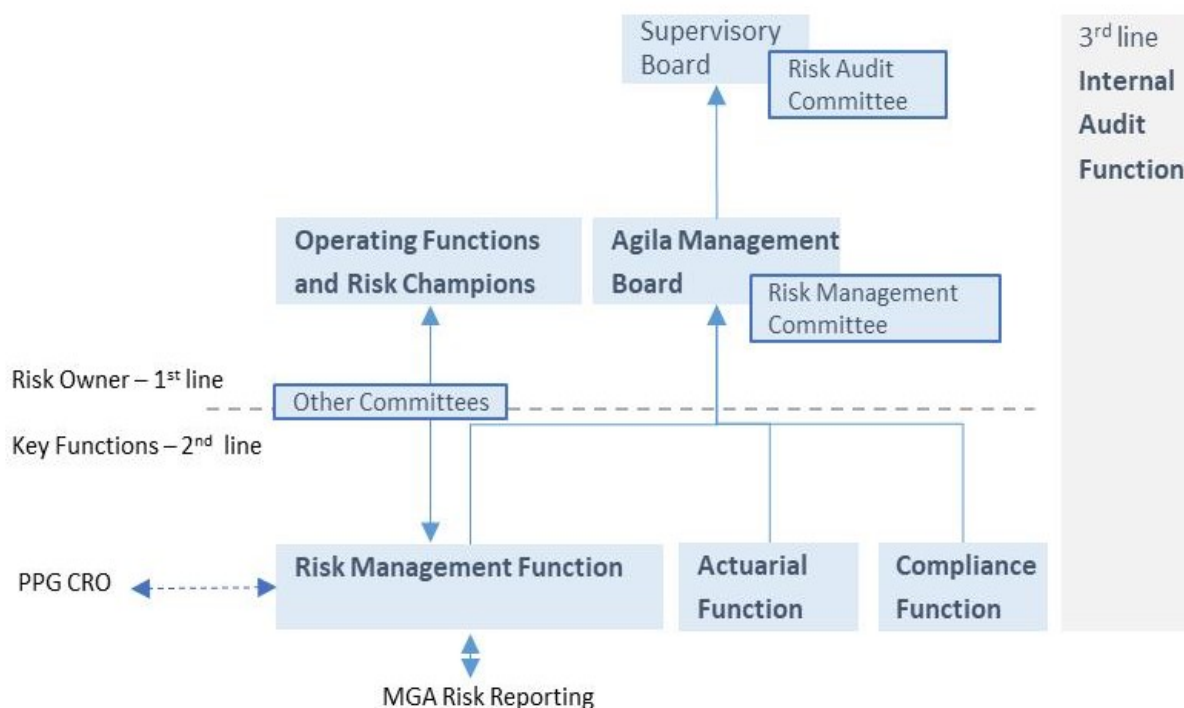 Supervisory
Board
Risk Audit
Committee
3rd line
Internal
Audit
Function
Operating Functions
and Risk Champions
Agila Management
Board
Risk Management
Committee
Risk Owner – 1st line
Other Committees
Key Functions – 2nd line
Risk Management Function
Actuarial
Function
Compliance
Function
PPG CRO
MGA Risk Reporting